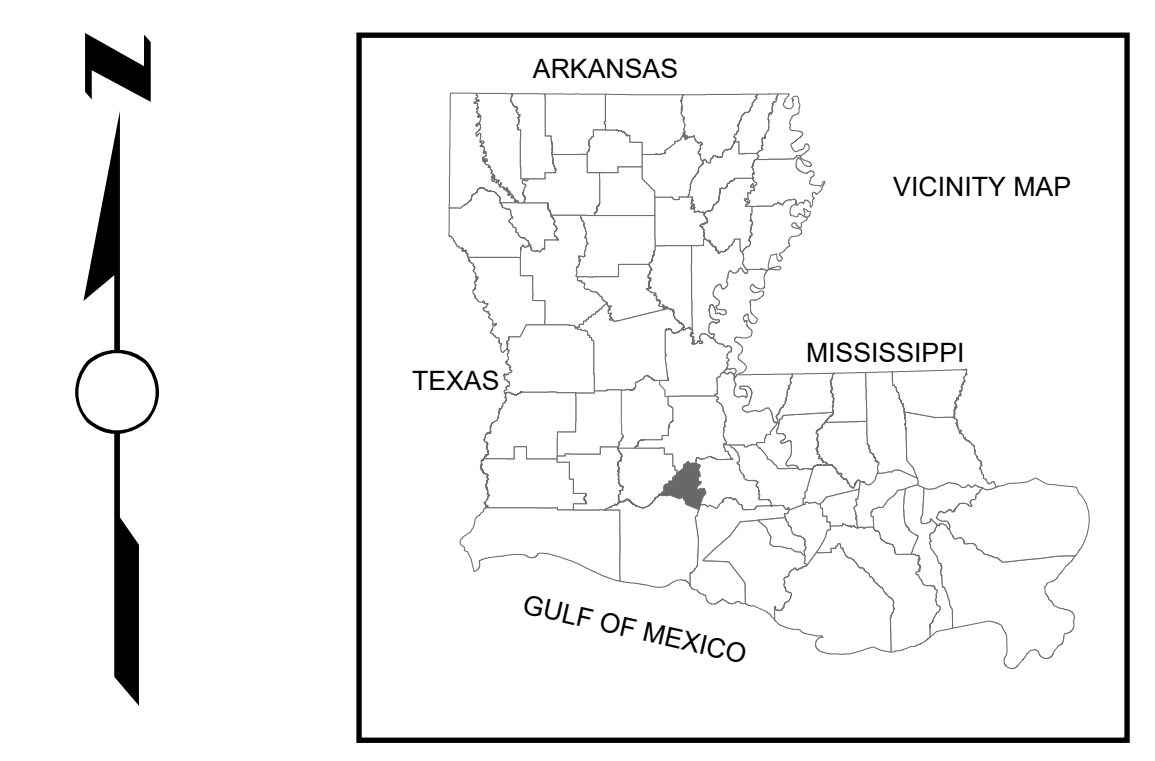 N
ARKANSAS
VICINITY MAP
MISSISSIPPI
TEXAS
GULF OF MEXICO